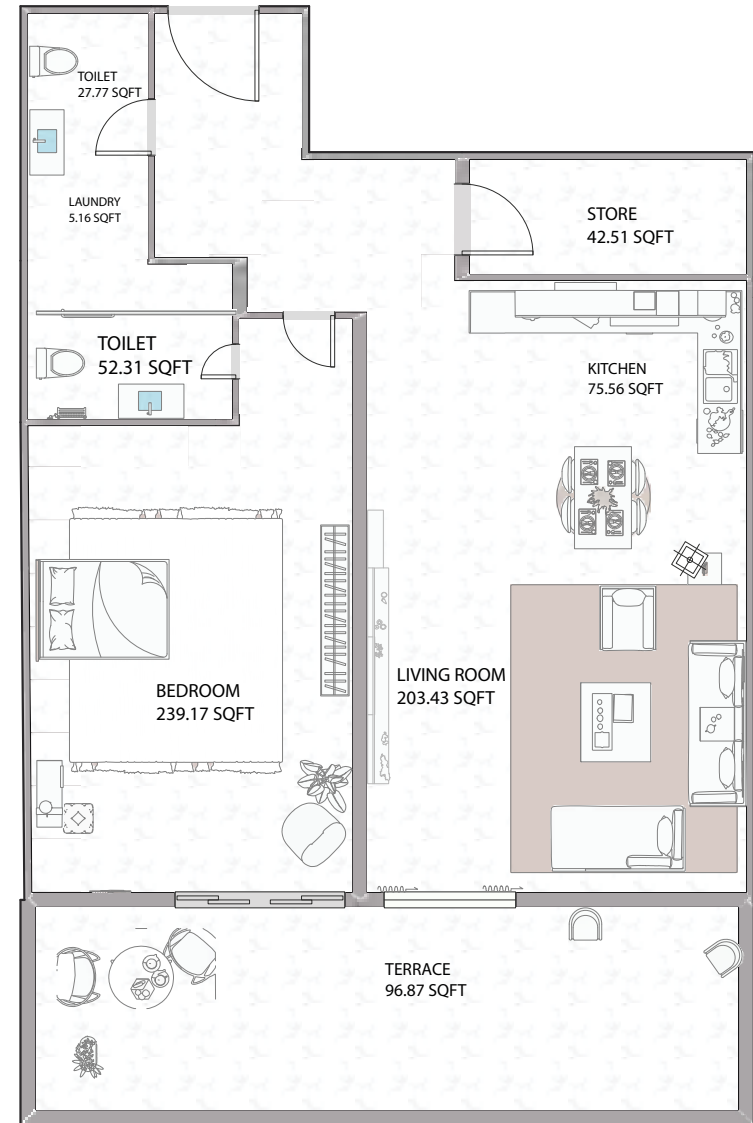 TOILET
27.77 SQFT
LAUNDRY
5.16 SQFT
STORE
42.51 SQFT
TOILET
52.31 SQFT
KITCHEN
75.56 SQFT
LIVING ROOM
203.43 SQFT
BEDROOM
239.17 SQFT
TERRACE
96.87 SQFT